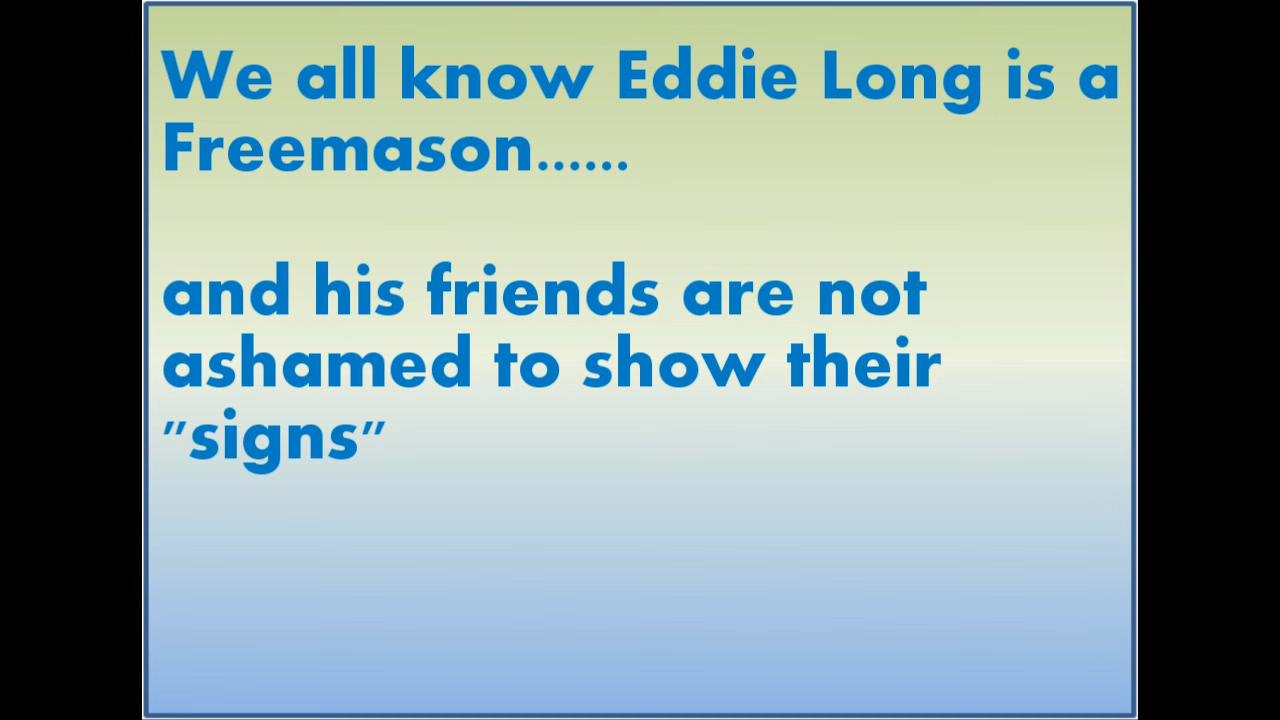 We all know Eddie Long is a
Freemason......
and his friends are not
ashamed to show their
"signs"